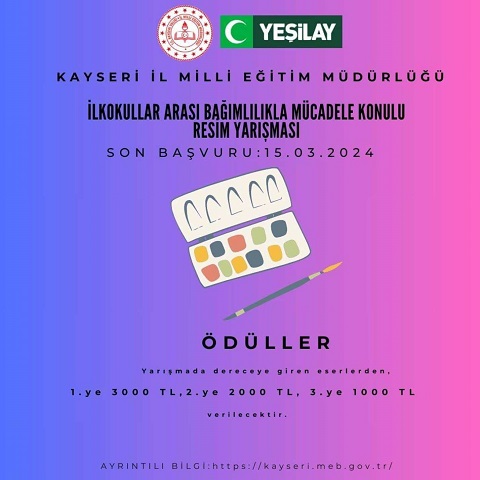 YEŞİLAY
KAYSERİ İL MİLLİ EĞİTİM MÜDÜRLÜĞÜ
İLKOKULLAR ARASI BAĞIMLILIKLA MÜCADELE KONULU
RESIM YARIŞMASI
SON BAŞVURU:15.03.2024
ÖDÜLLER
Yarışmada dereceye giren eserlerden,
1.ye 3000 TL,2.ye 2000 TL, 3.ye 1000 TL
verilecektir.
AYRINTILI BİLGİ:https://kayseri.meb.gov.tr/